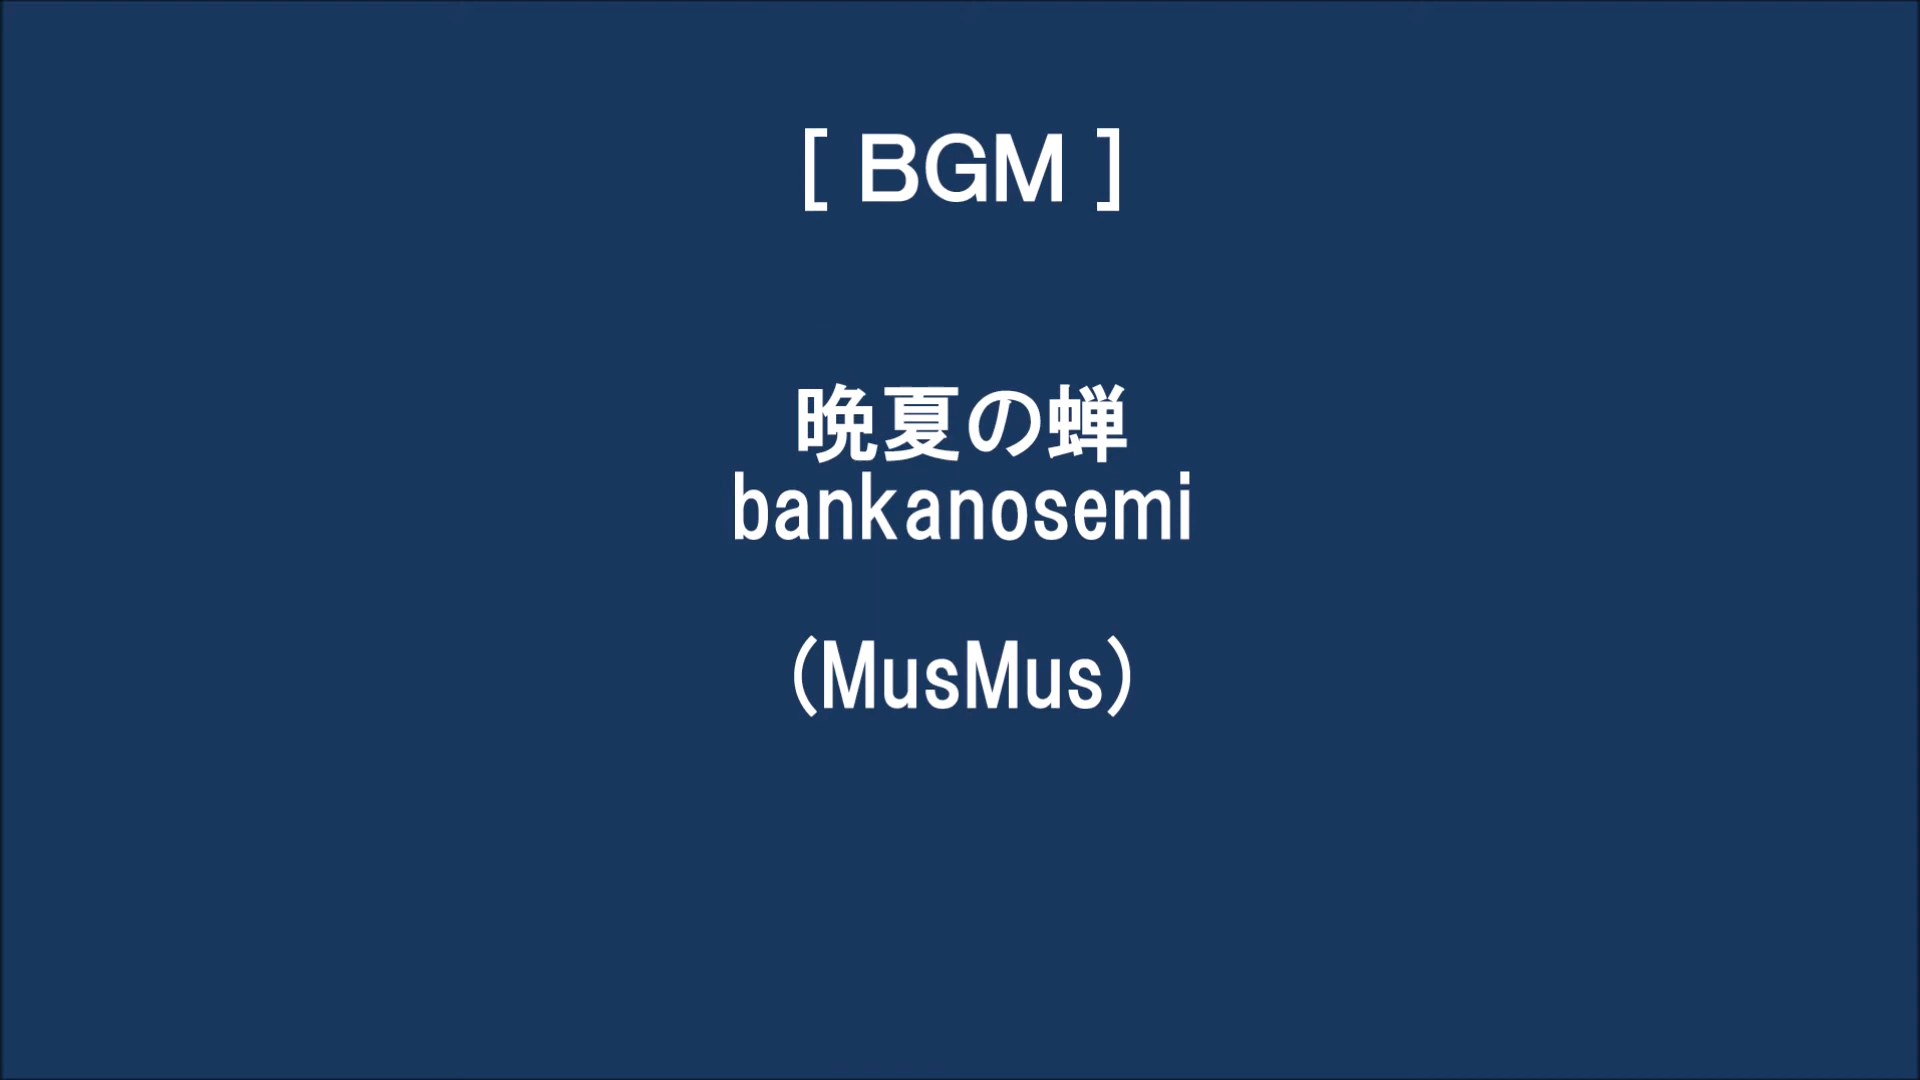 [ BGM ]
晩夏の蝉
bankanosemi
(MusMus)